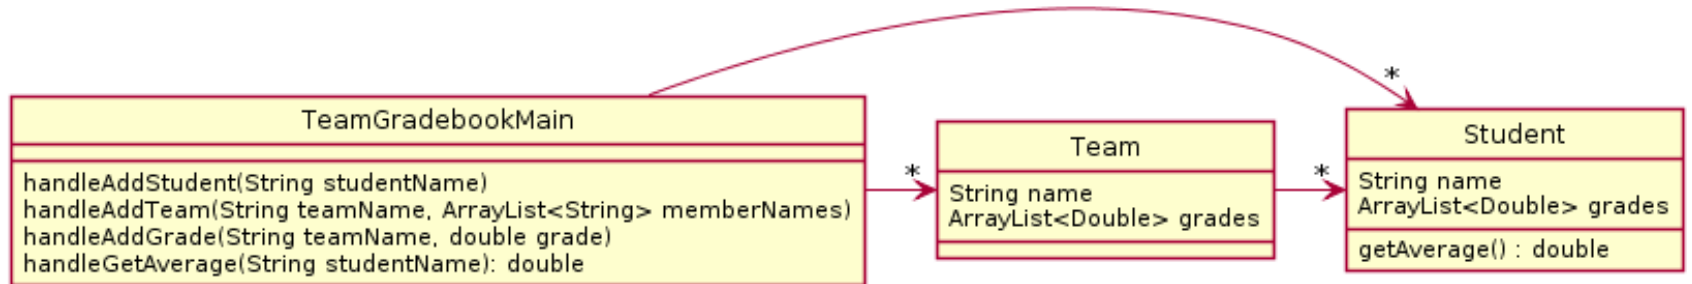 TeamGradebookMain
handleAddStudent(String studentName)
handleAddTeam(String teamName, ArrayList<String> memberNames)
handleAddGrade(String teamName, double grade)
handleGetAverage(String studentName): double
*
Team
String name
ArrayList<Double> grades
*
*
Student
String name
ArrayList<Double> grades
getAverage() : double